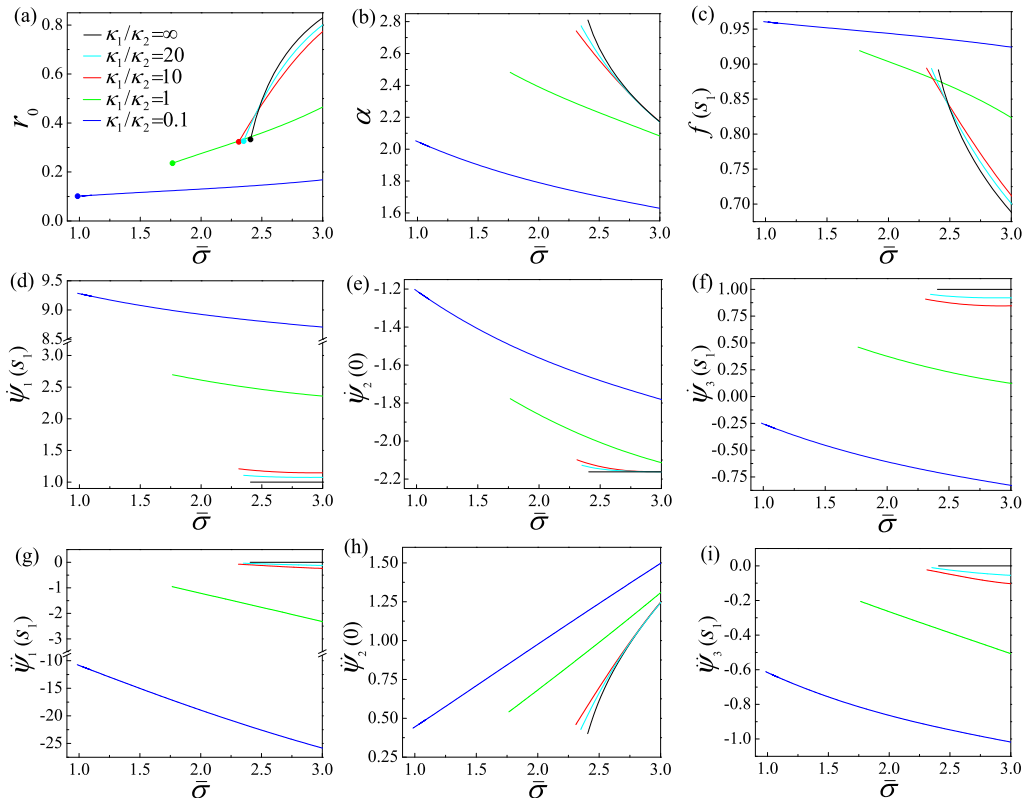 (a)
r₀
0.8
0.6
0.4
0.2
0.0
κ₁/κ₂=∞
κ₁/κ₂=20
κ₁/κ₂=10
κ₁/κ₂=1
κ₁/κ₂=0.1
1.0 1.5 2.0 2.5 3.0
σ̄
(b)
α
2.8
2.6
2.4
2.2
2.0
1.8
1.6
1.0 1.5 2.0 2.5 3.0
σ̄
(c)
f(s₁)
0.95
0.90
0.85
0.80
0.75
0.70
1.0 1.5 2.0 2.5 3.0
σ̄
(d)
ψ̇₁(s₁)
9.5
9.0
8.5
3.0
2.5
2.0
1.5
1.0
1.0 1.5 2.0 2.5 3.0
σ̄
(e)
ψ̇₂(0)
-1.2
-1.4
-1.6
-1.8
-2.0
-2.2
1.0 1.5 2.0 2.5 3.0
σ̄
(f)
ψ̇₃(s₁)
1.00
0.75
0.50
0.25
0.00
-0.25
-0.50
-0.75
1.0 1.5 2.0 2.5 3.0
σ̄
(g)
ψ̈₁(s₁)
0
-1
-2
-3
-10
-15
-20
-25
1.0 1.5 2.0 2.5 3.0
σ̄
(h)
ψ̈₂(0)
1.50
1.25
1.00
0.75
0.50
0.25
1.0 1.5 2.0 2.5 3.0
σ̄
(i)
ψ̈₃(s₁)
0.0
-0.2
-0.4
-0.6
-0.8
-1.0
1.0 1.5 2.0 2.5 3.0
σ̄